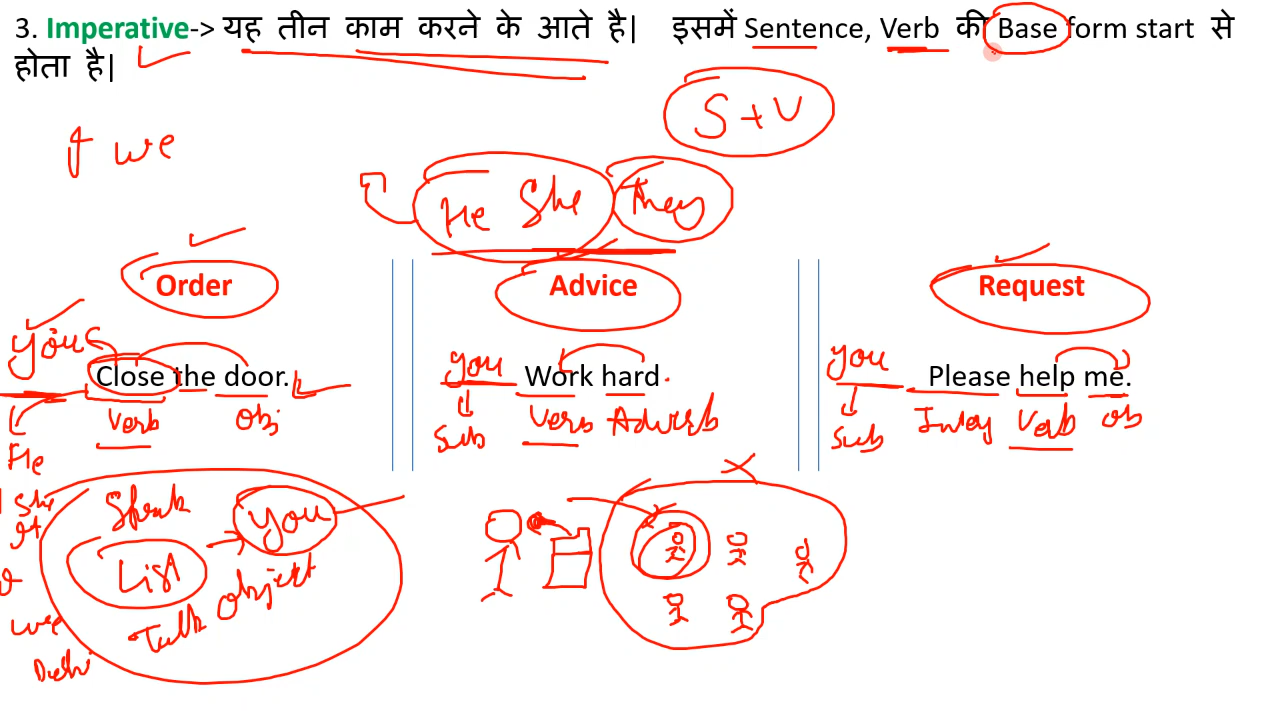 3. Imperative-> यह तीन काम करने के आते है| इसमें Sentence, Verb की Base form start से
होता है|
S + V
I we
He She they
Order Advice Request
you you you
Close the door. Work hard. Please help me.
Verb Obj Sub Verb Adverb Sub Verb ob
He
She
It
we
Delhi
Speak
you
List
Talk Object